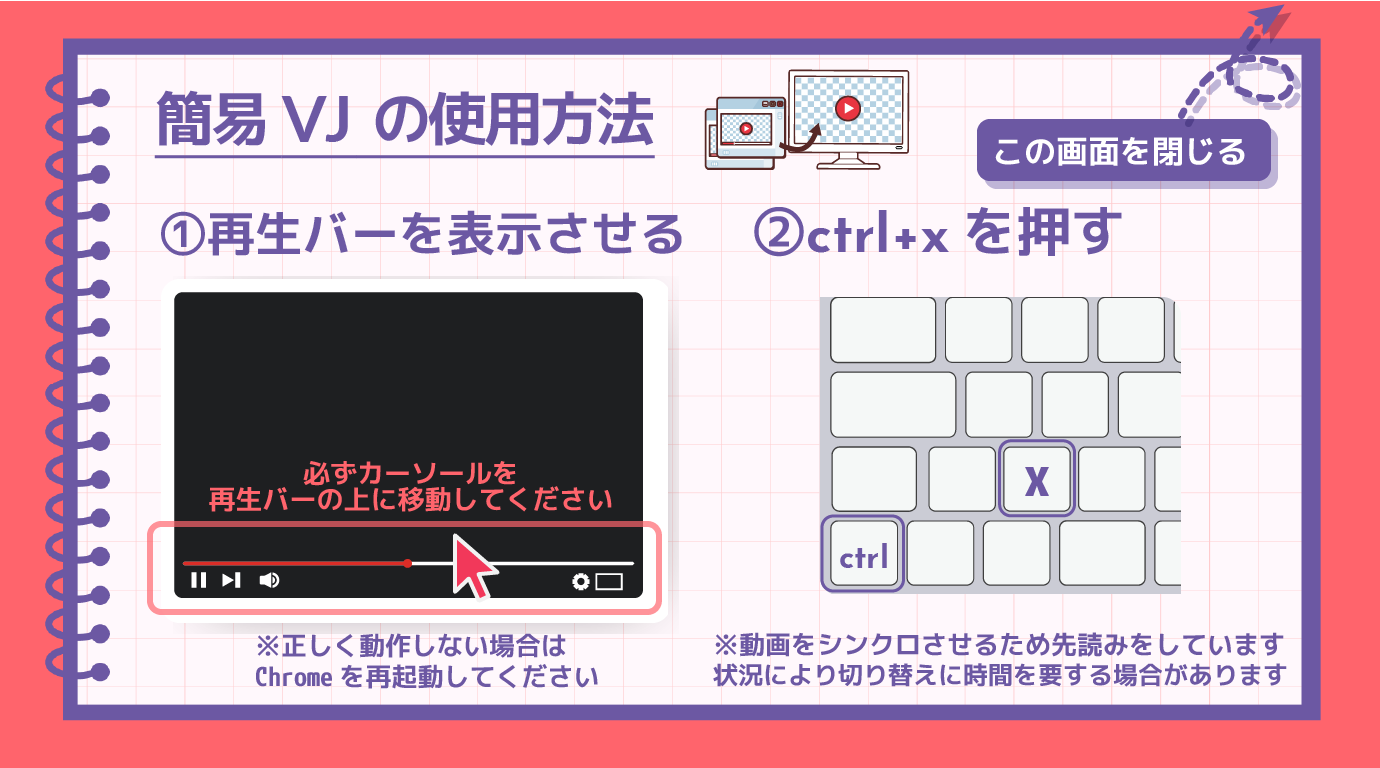 簡易 VJ の使用方法
この画面を閉じる
①再生バーを表示させる
②ctrl+x を押す
必ずカーソールを
再生バーの上に移動してください
X
ctrl
※正しく動作しない場合は
Chrome を再起動してください
※動画をシンクロさせるため先読みをしています
状況により切り替えに時間を要する場合があります